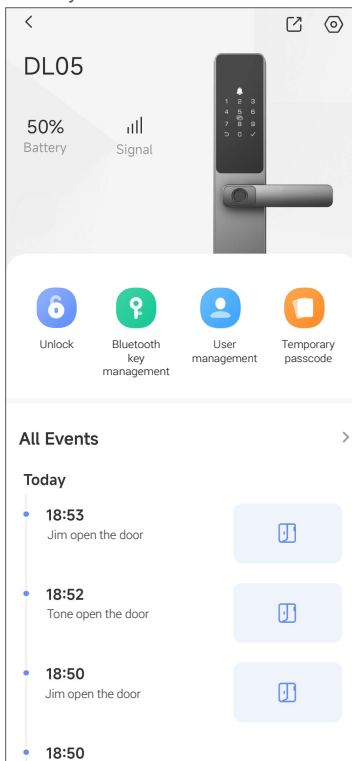 DL05
50%
Battery
Signal
1 2 3
4 5 6
7 8 9
0
Unlock
Bluetooth
key
management
User
management
Temporary
passcode
All Events
Today
18:53
Jim open the door
18:52
Tone open the door
18:50
Jim open the door
18:50